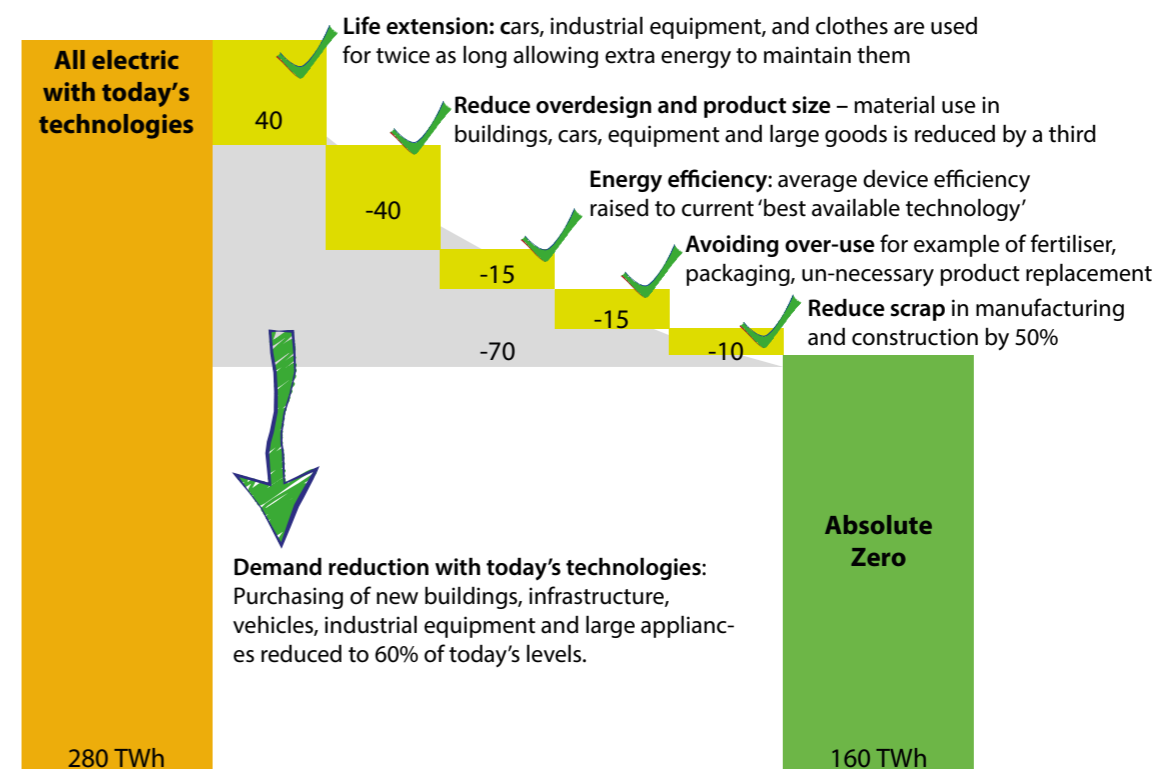 All electric
with today's
technologies
Life extension: cars, industrial equipment, and clothes are used
for twice as long allowing extra energy to maintain them
40
Reduce overdesign and product size – material use in
buildings, cars, equipment and large goods is reduced by a third
-40
Energy efficiency: average device efficiency
raised to current ‘best available technology’
-15
Avoiding over-use for example of fertiliser,
packaging, un-necessary product replacement
-15
Reduce scrap in manufacturing
and construction by 50%
-10
-70
Absolute
Zero
Demand reduction with today’s technologies:
Purchasing of new buildings, infrastructure,
vehicles, industrial equipment and large applianc-
es reduced to 60% of today’s levels.
280 TWh
160 TWh